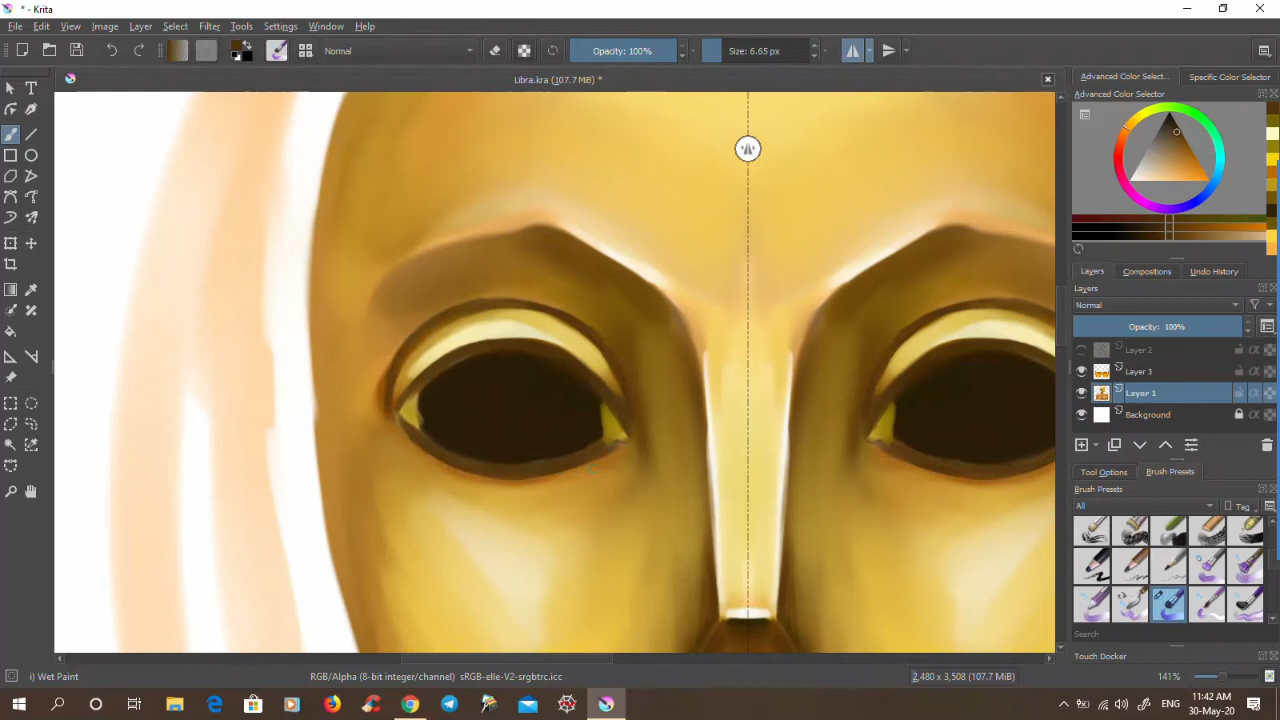 * - Krita
File Edit View Image Layer Select Filter Tools Settings Window Help
Normal Opacity: 100% Size: 6.65 px
Libra.kra (107.7 MB) *
Advanced Color Select... Specific Color Selector
Advanced Color Selector
Layers Compositions Undo History
Layers
Normal
Opacity: 100%
Layer 2
Layer 3
Layer 1
Background
Tool Options Brush Presets
Brush Presets
All Tag
Search
Touch Docker
i) Wet Paint RGB/Alpha (8-bit integer/channel) sRGB-elle-V2-srgbtrc.icc 2,480 x 3,508 (107.7 MiB) 141%
ENG 11:42 AM
30-May-20